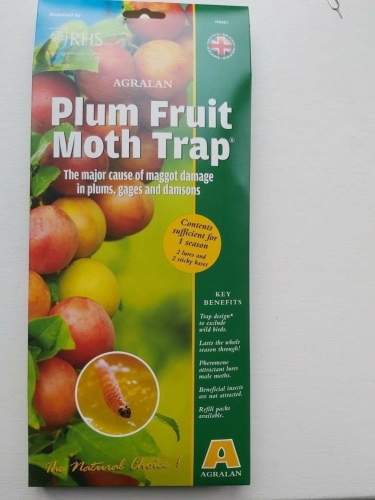 Licensed by
RHS
AGRALAN
Plum Fruit
Moth Trap®
The major cause of maggot damage
in plums, gages and damsons
Contents
sufficient for
1 season
2 lures and
2 sticky bases
KEY
BENEFITS
Trap design*
to exclude
wild birds.
Lasts the whole
season through!
Pheromone
attractant lures
male moths.
Beneficial insects
are not attracted.
Refill packs
available.
The Natural Choice !
A
AGRALAN